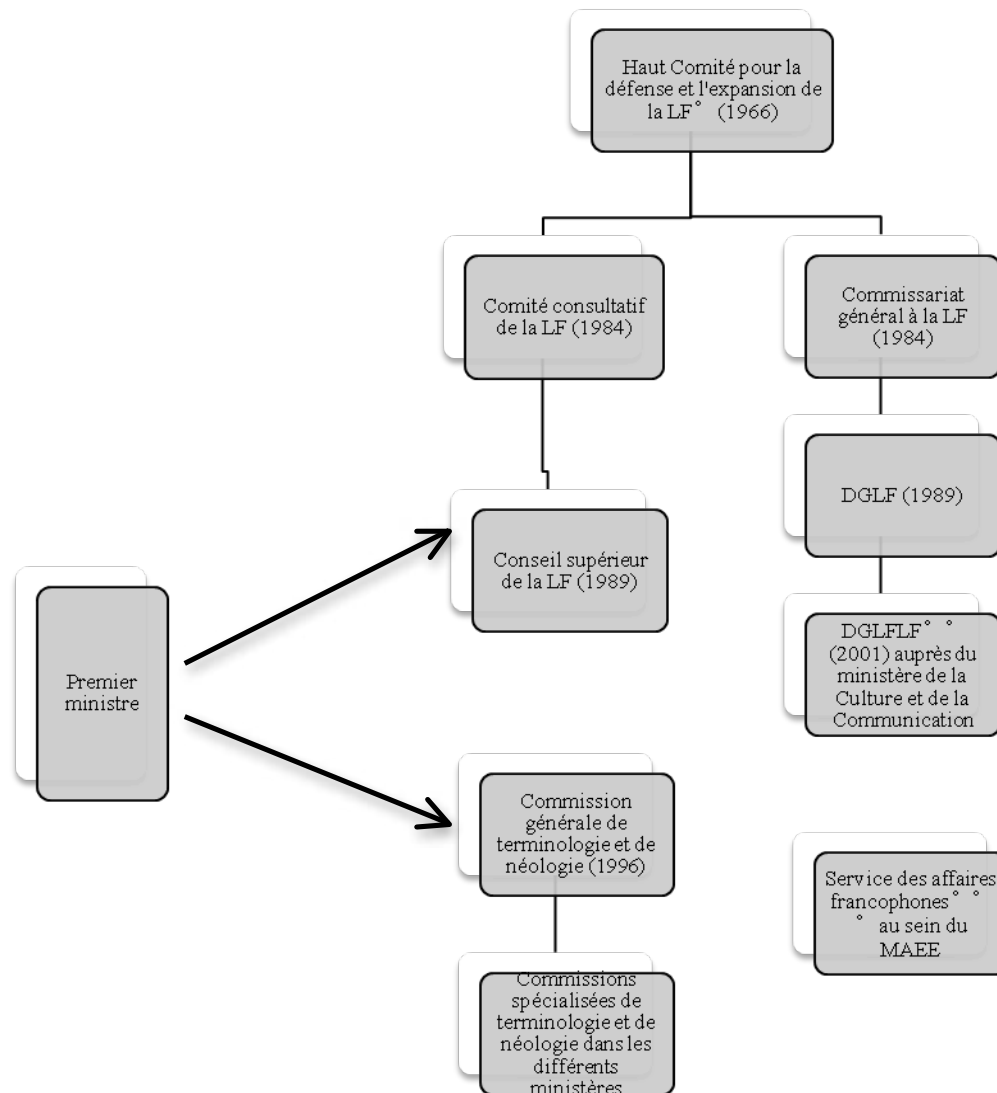 Haut Comité pour la
défense et l'expansion de
la LF° (1966)
Comité consultatif
de la LF (1984)
Commissariat
général à la LF
(1984)
DGLF (1989)
Conseil supérieur
de la LF (1989)
DGLFLF° °
(2001) auprès du
ministère de la
Culture et de la
Communication
Premier
ministre
Commission
générale de
terminologie et de
néologie (1996)
Service des affaires
francophones° °
° au sein du
MAEE
Commissions
spécialisées de
terminologie et de
néologie dans les
différents
ministères